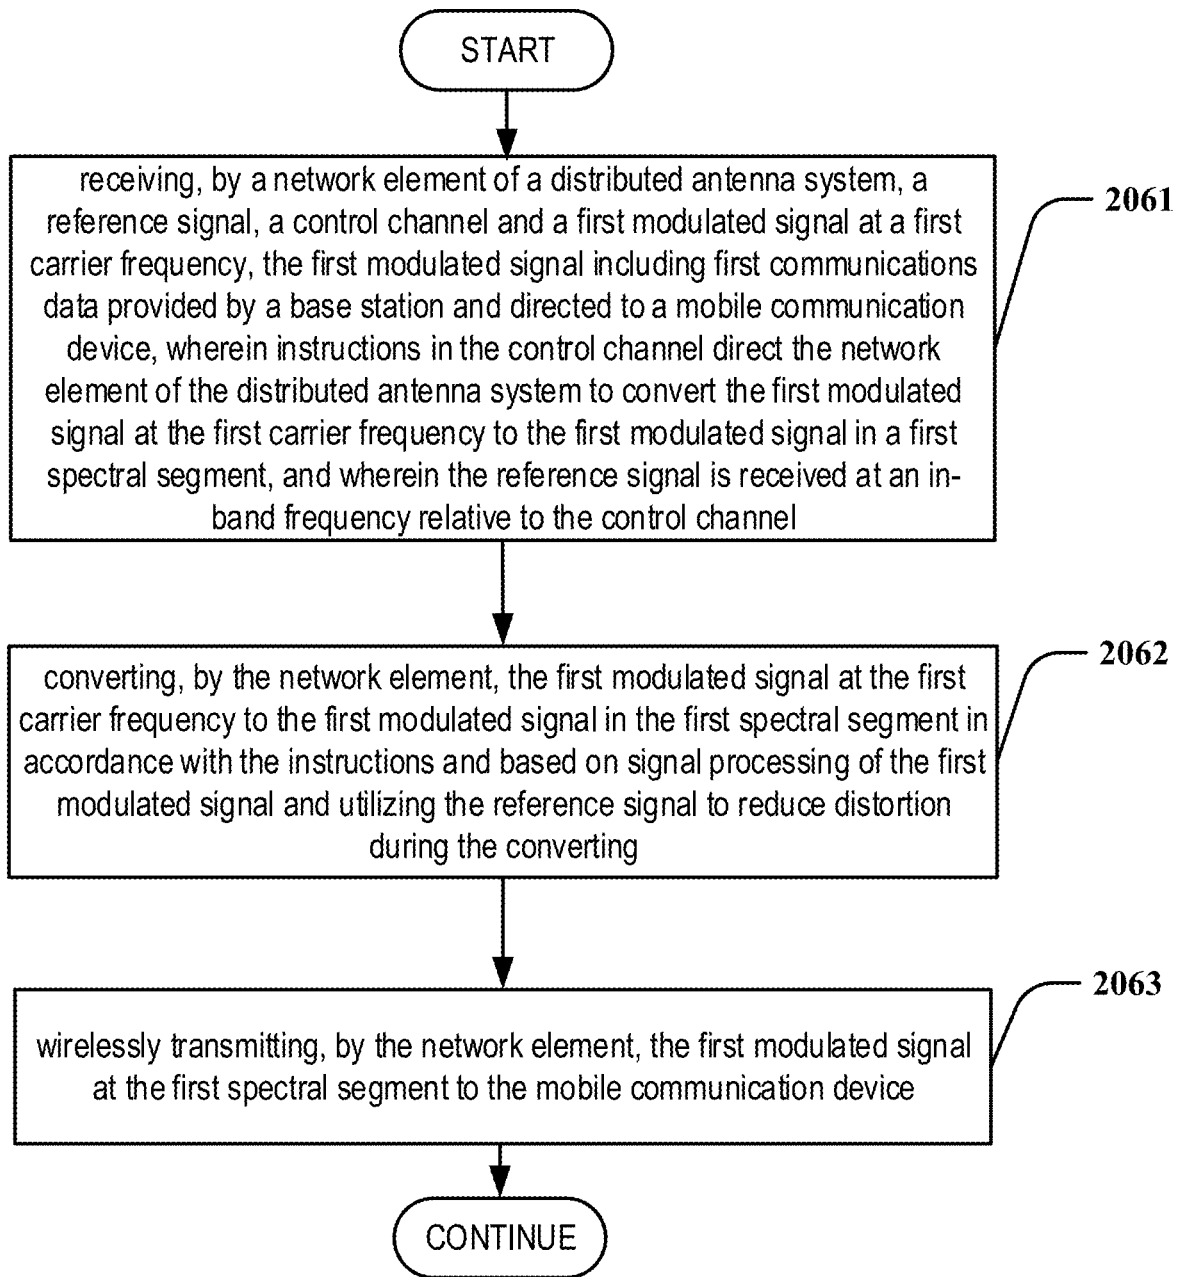 START
receiving, by a network element of a distributed antenna system, a
reference signal, a control channel and a first modulated signal at a first
carrier frequency, the first modulated signal including first communications
data provided by a base station and directed to a mobile communication
device, wherein instructions in the control channel direct the network
element of the distributed antenna system to convert the first modulated
signal at the first carrier frequency to the first modulated signal in a first
spectral segment, and wherein the reference signal is received at an in-
band frequency relative to the control channel
2061
converting, by the network element, the first modulated signal at the first
carrier frequency to the first modulated signal in the first spectral segment in
accordance with the instructions and based on signal processing of the first
modulated signal and utilizing the reference signal to reduce distortion
during the converting
2062
wirelessly transmitting, by the network element, the first modulated signal
at the first spectral segment to the mobile communication device
2063
CONTINUE